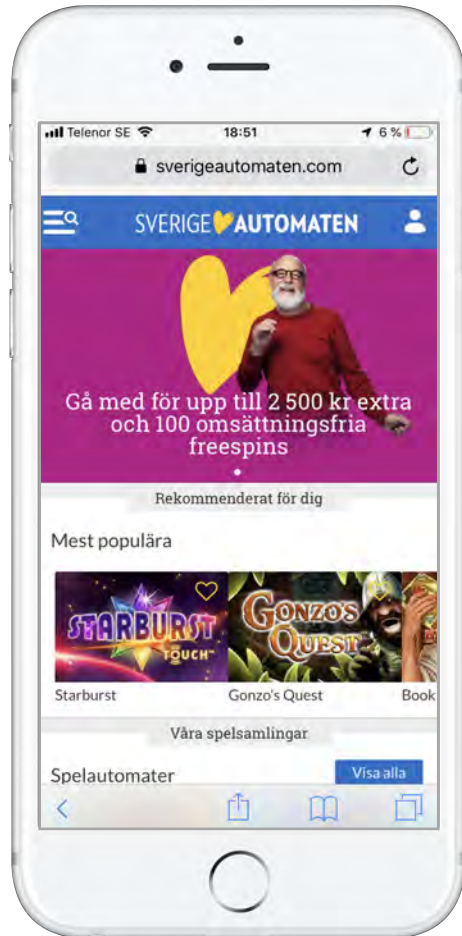 Telenor SE 18:51 6 %
sverigeautomaten.com
SVERIGE AUTOMATEN
Gå med för upp till 2 500 kr extra
och 100 omsättningsfria
freespins
Rekommenderat för dig
Mest populära
STARBURST
TOUCH™
GONZO'S
QUEST
Starburst Gonzo's Quest Book
Våra spelsamlingar
Spelautomater Visa alla